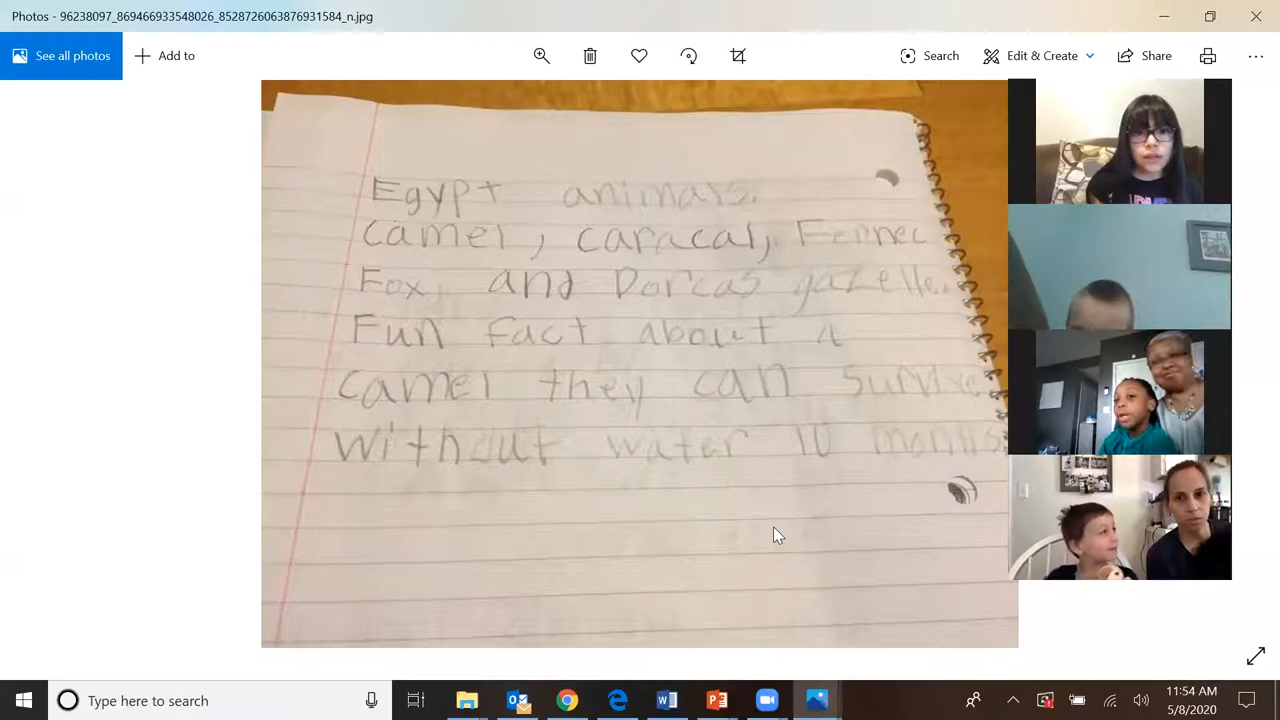 Photos - 96238097_869466933548026_8528726063876931584_n.jpg
See all photos
Add to
Search
Edit & Create
Share
Egypt animals.
Camel, caracal, Fennec
Fox, and Dorcas gazelle.
Fun fact about a
camel they can survive
without water 10 months.
Type here to search
11:54 AM
5/8/2020